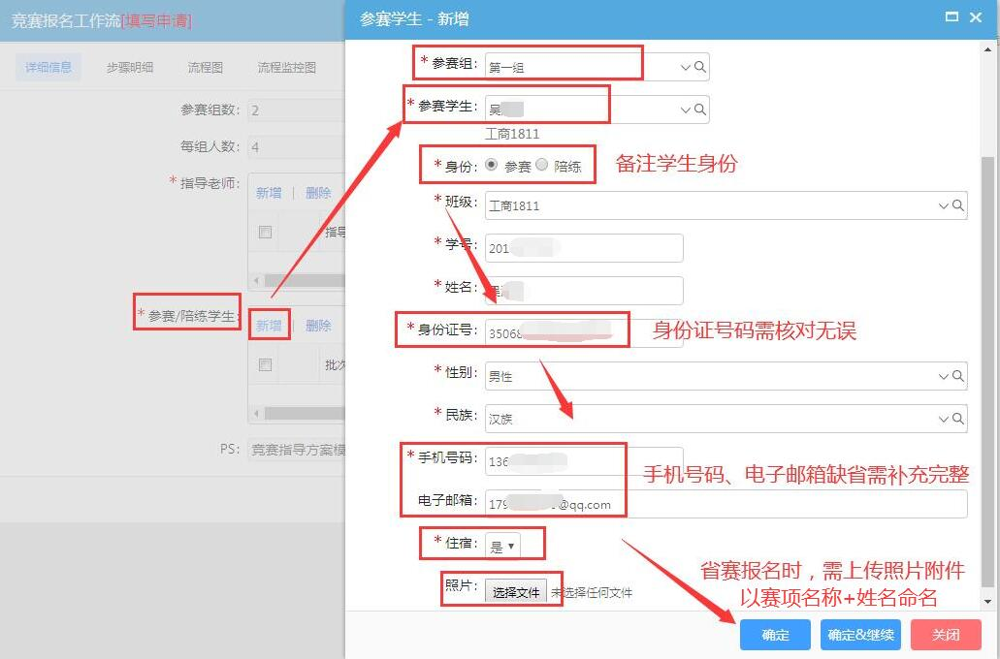 竞赛报名工作流[填写申请]
详细信息 步骤明细 流程图 流程监控图
参赛组数: 2
每组人数: 4
* 指导老师:
新增 | 删除
指导
* 参赛/陪练学生:
新增 | 删除
批次
PS: 竞赛指导方案模
参赛学生 - 新增
* 参赛组: 第一组
* 参赛学生: 吴
工商1811
* 身份: 参赛 陪练
备注学生身份
* 班级: 工商1811
* 学号: 201
* 姓名:
* 身份证号: 35068
身份证号码需核对无误
* 性别: 男性
* 民族: 汉族
* 手机号码: 136
手机号码、电子邮箱缺省需补充完整
电子邮箱: 179 @qq.com
* 住宿: 是
照片: 选择文件 未选择任何文件
省赛报名时，需上传照片附件
以赛项名称+姓名命名
确定 确定&继续 关闭